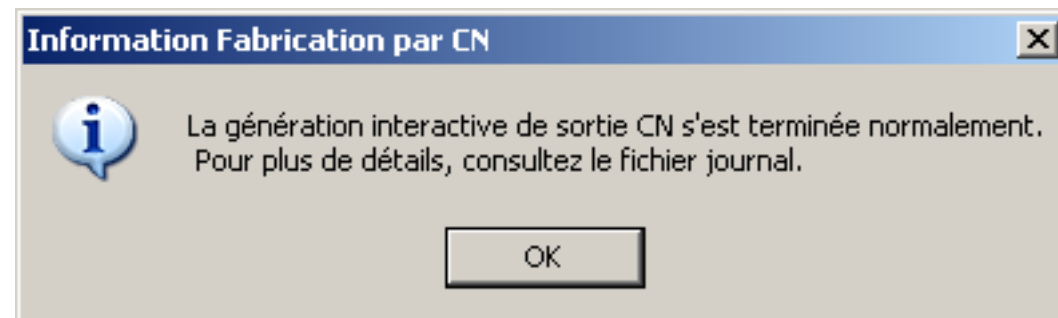 Information Fabrication par CN
La génération interactive de sortie CN s'est terminée normalement.
Pour plus de détails, consultez le fichier journal.
OK